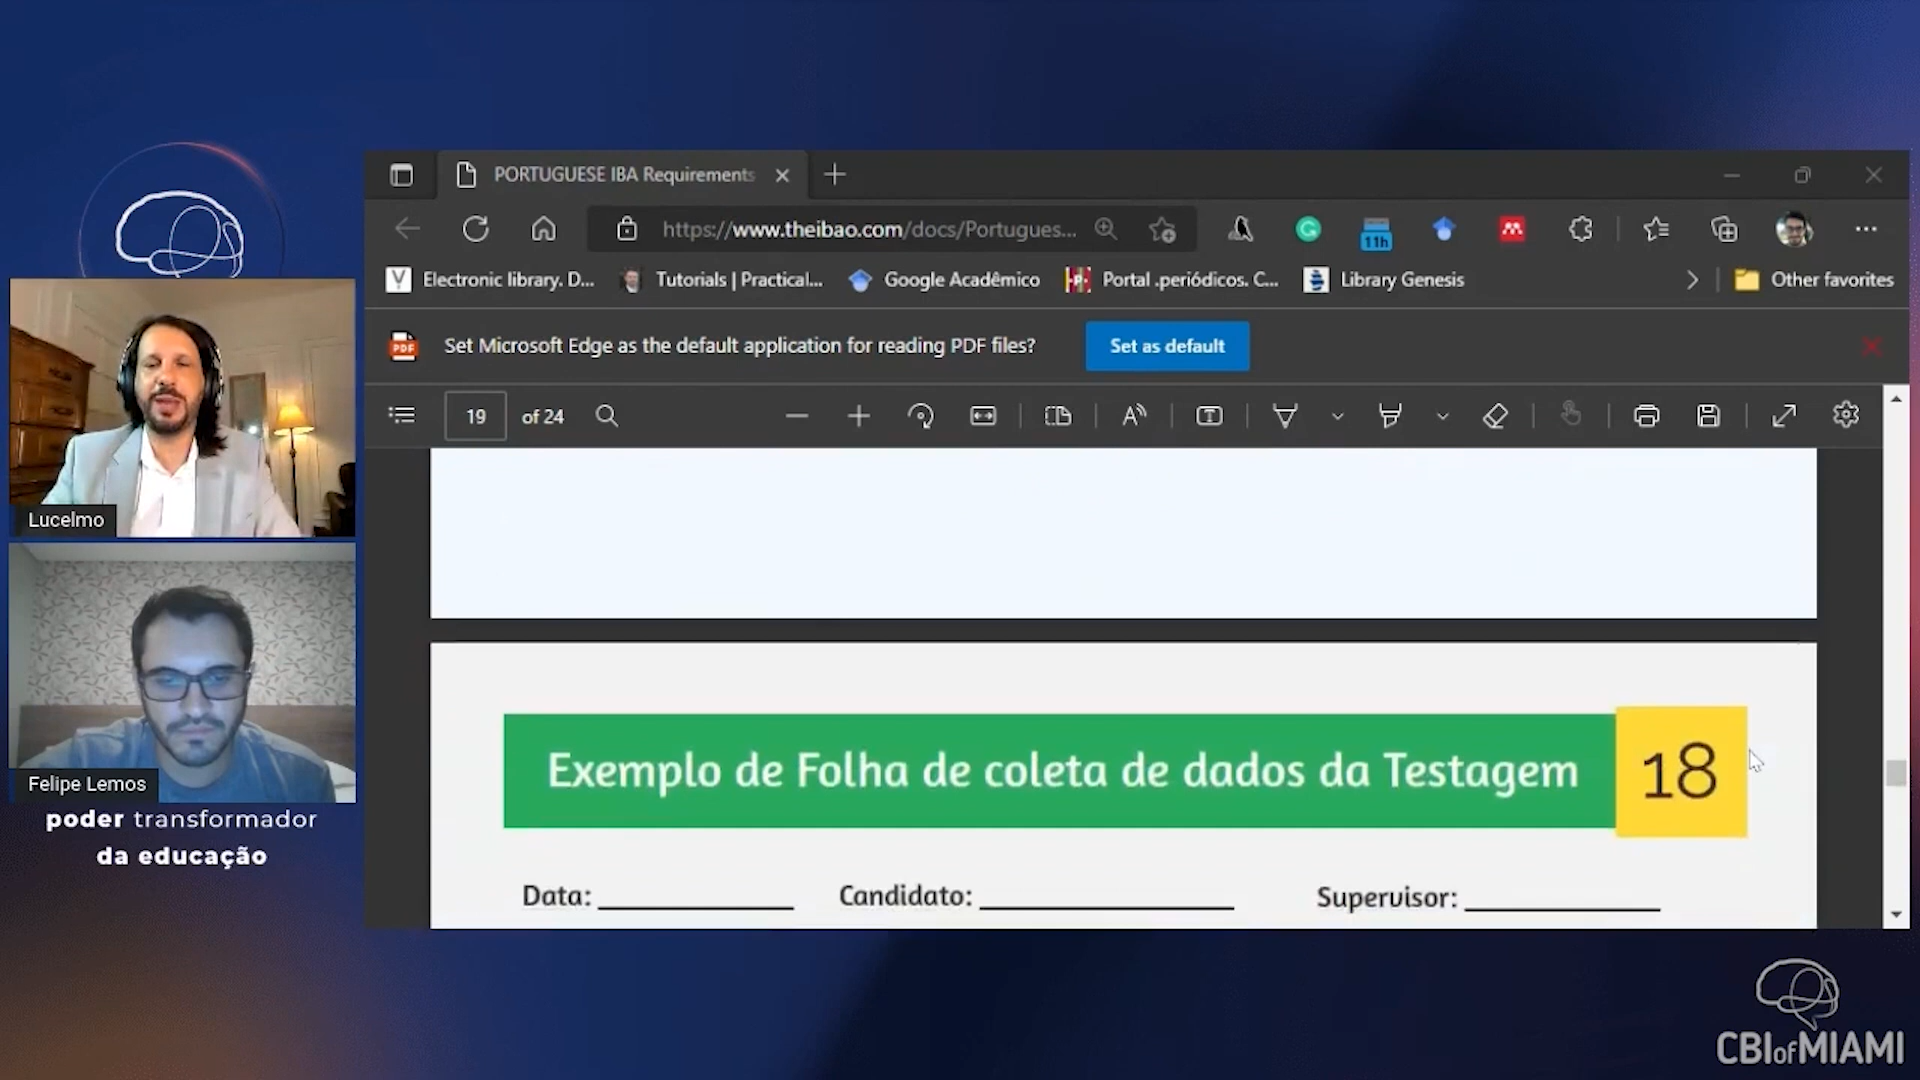 PORTUGUESE IBA Requirements
https://www.theibao.com/docs/Portugues...
11h
Electronic library. D...
Tutorials | Practical...
Google Acadêmico
Portal .periódicos. C...
Library Genesis
Other favorites
PDF
Set Microsoft Edge as the default application for reading PDF files?
Set as default
19
of 24
Exemplo de Folha de coleta de dados da Testagem
18
Data:
Candidato:
Supervisor:
Lucelmo
Felipe Lemos
poder transformador
da educação
CBIofMIAMI